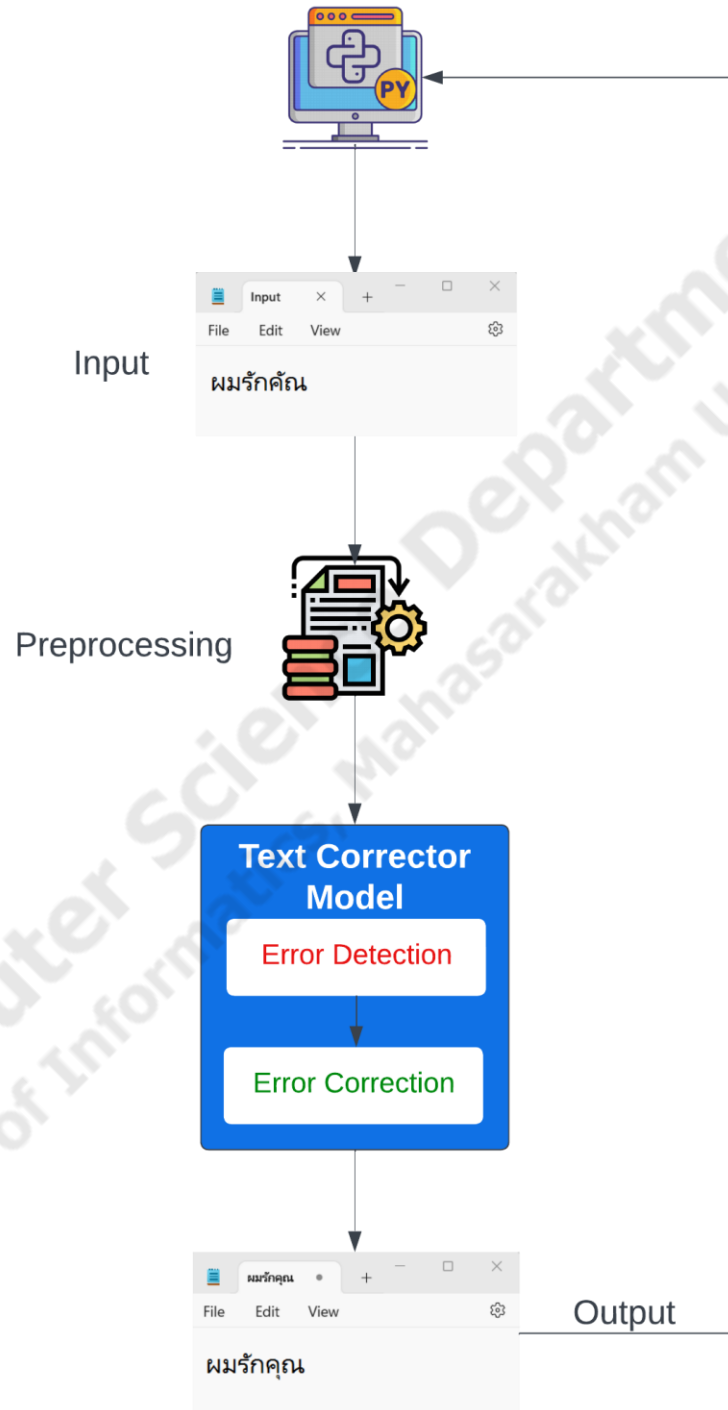 PY
Input
File Edit View
Input
ผมรักคัณ
Preprocessing
Text Corrector
Model
Error Detection
Error Correction
ผมรักคุณ
File Edit View
Output
ผมรักคุณ